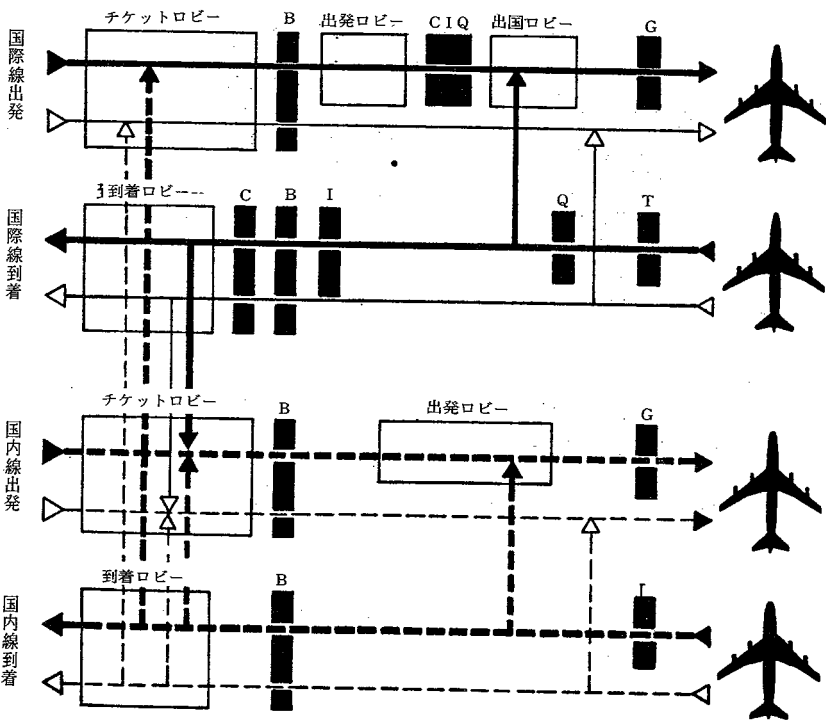 チケットロビー
B
出発ロビー
CIQ
出国ロビー
G
国際線出発
到着ロビー
C
B
I
Q
T
国際線到着
チケットロビー
B
出発ロビー
G
国内線出発
到着ロビー
B
国内線到着